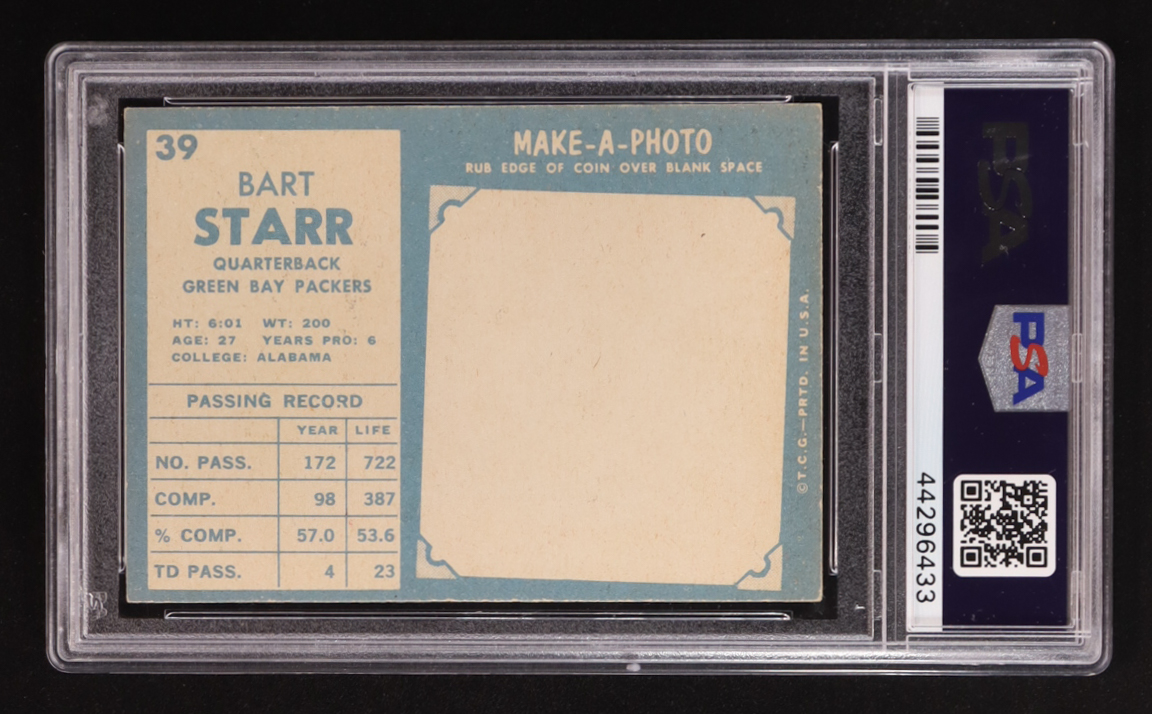 39
BART
STARR
QUARTERBACK
GREEN BAY PACKERS
HT: 6:01 WT: 200
AGE: 27 YEARS PRO: 6
COLLEGE: ALABAMA
PASSING RECORD
YEAR LIFE
NO. PASS. 172 722
COMP. 98 387
% COMP. 57.0 53.6
TD PASS. 4 23
MAKE-A-PHOTO
RUB EDGE OF COIN OVER BLANK SPACE
©T.C.G.—PRTD. IN U.S.A.
PSA
PSA
44296433